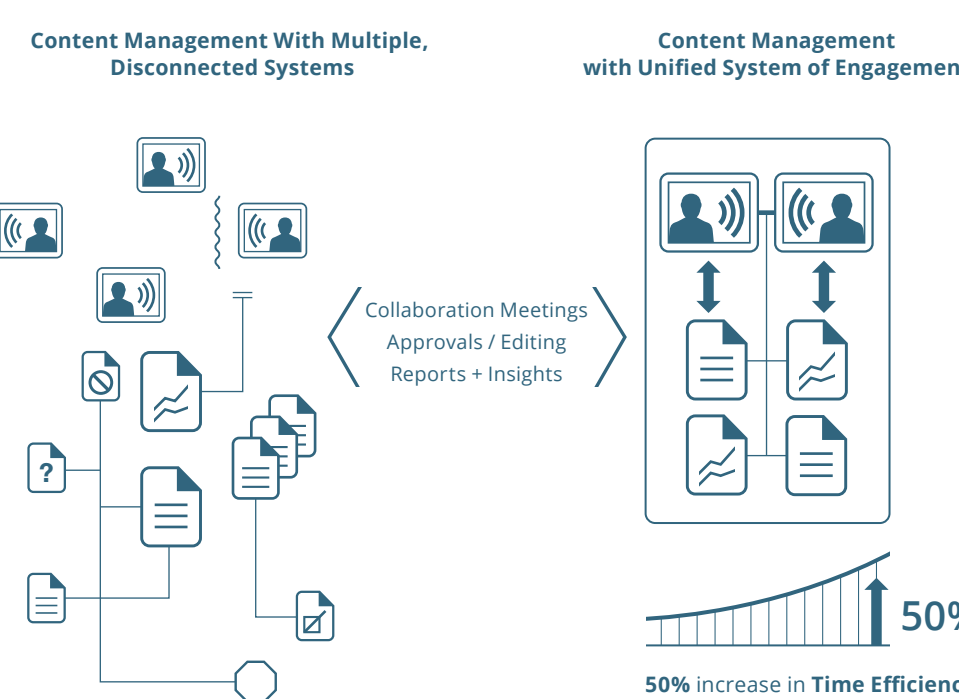 Content Management With Multiple,
Disconnected Systems
Content Management
with Unified System of Engagemen
Collaboration Meetings
Approvals / Editing
Reports + Insights
?
50%
50% increase in Time Efficienc